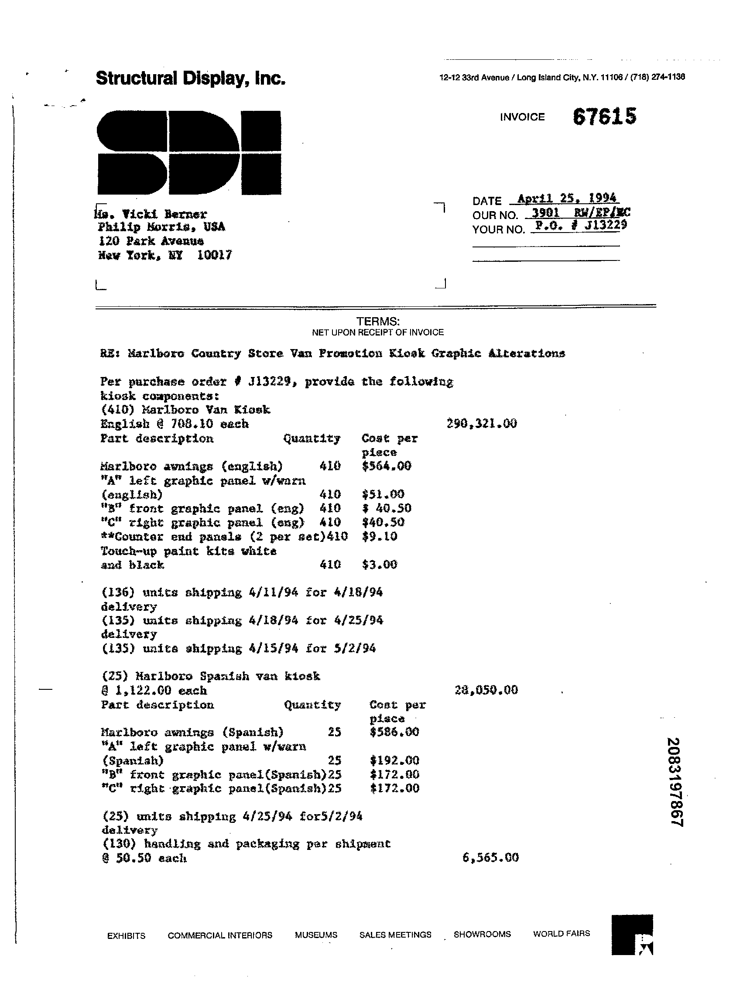 Structural Display, Inc.
12-12 33rd Avenue / Long Island City, N.Y. 11106 / (718) 274-1136
SDI
INVOICE 67615
DATE April 25, 1994
OUR NO. 3901 RW/EP/MC
YOUR NO. P.O. # J13229
Ms. Vicki Berner
Philip Morris, USA
120 Park Avenue
New York, NY 10017
TERMS:
NET UPON RECEIPT OF INVOICE
RE: Marlboro Country Store Van Promotion Kiosk Graphic Alterations
Per purchase order # J13229, provide the following
kiosk components:
(410) Marlboro Van Kiosk
English @ 708.10 each 290,321.00
Part description Quantity Cost per
piece
Marlboro awnings (english) 410 $564.00
"A" left graphic panel w/warn
(english) 410 $51.00
"B" front graphic panel (eng) 410 $ 40.50
"C" right graphic panel (eng) 410 $40.50
**Counter end panels (2 per set)410 $9.10
Touch-up paint kits white
and black 410 $3.00
(136) units shipping 4/11/94 for 4/18/94
delivery
(135) units shipping 4/18/94 for 4/25/94
delivery
(135) units shipping 4/15/94 for 5/2/94
(25) Marlboro Spanish van kiosk
@ 1,122.00 each 28,050.00
Part description Quantity Cost per
piece
Marlboro awnings (Spanish) 25 $586.00
"A" left graphic panel w/warn
(Spanish) 25 $192.00
"B" front graphic panel(Spanish)25 $172.00
"C" right graphic panel(Spanish)25 $172.00
(25) units shipping 4/25/94 for5/2/94
delivery
(130) handling and packaging per shipment
@ 50.50 each 6,565.00
2083197867
EXHIBITS COMMERCIAL INTERIORS MUSEUMS SALES MEETINGS SHOWROOMS WORLD FAIRS